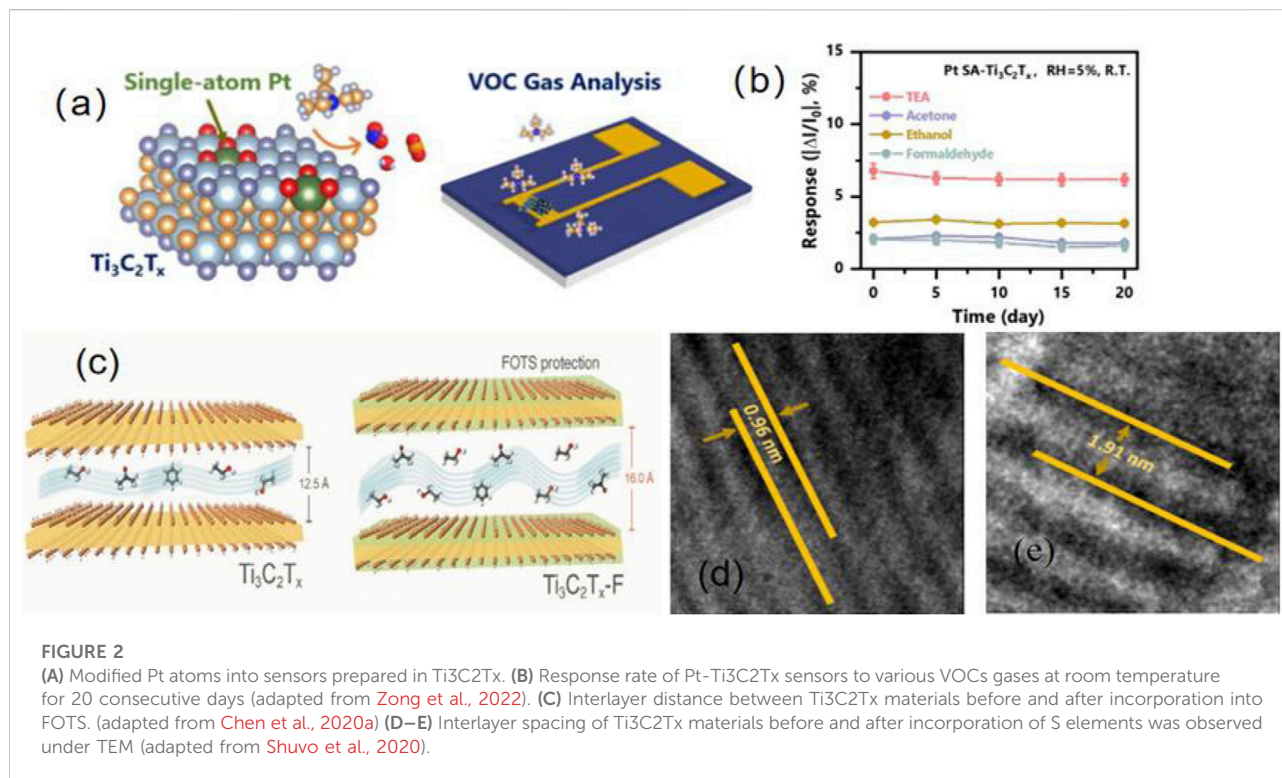 (a)
Single-atom Pt
Ti₃C₂Tₓ
VOC Gas Analysis
(b)
Response (|ΔI/I₀|, %)
15
10
5
0
Pt SA-Ti₃C₂Tₓ, RH=5%, R.T.
TEA
Acetone
Ethanol
Formaldehyde
0 5 10 15 20
Time (day)
(c)
12.5 Å
Ti₃C₂Tₓ
FOTS protection
16.0 Å
Ti₃C₂Tₓ-F
0.96 nm
(d)
1.91 nm
(e)
FIGURE 2
(A) Modified Pt atoms into sensors prepared in Ti3C2Tx. (B) Response rate of Pt-Ti3C2Tx sensors to various VOCs gases at room temperature
for 20 consecutive days (adapted from Zong et al., 2022). (C) Interlayer distance between Ti3C2Tx materials before and after incorporation into
FOTS. (adapted from Chen et al., 2020a) (D–E) Interlayer spacing of Ti3C2Tx materials before and after incorporation of S elements was observed
under TEM (adapted from Shuvo et al., 2020).